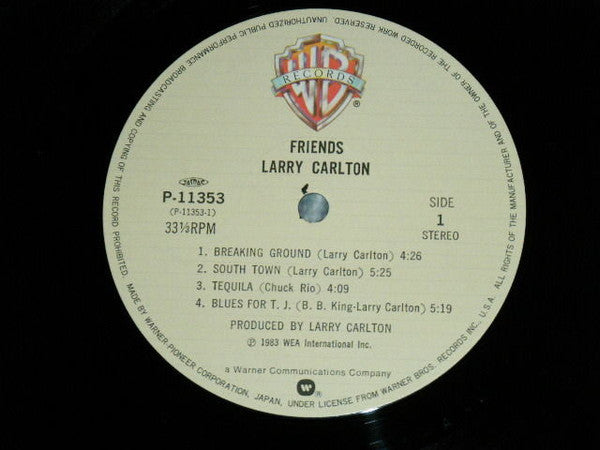 UNAUTHORIZED PUBLIC PERFORMANCE BROADCASTING AND COPYING OF THIS RECORD PROHIBITED. MADE BY WARNER-PIONEER CORPORATION, JAPAN, UNDER LICENSE FROM WARNER BROS. RECORDS INC., U.S.A. ALL RIGHTS OF THE MANUFACTURER AND OF THE OWNER OF THE RECORDED WORK RESERVED.
WB
RECORDS
®
FRIENDS
LARRY CARLTON
JASRAC
P-11353
(P-11353-1)
33⅓RPM
SIDE
1
STEREO
1. BREAKING GROUND (Larry Carlton) 4:26
2. SOUTH TOWN (Larry Carlton) 5:25
3. TEQUILA (Chuck Rio) 4:09
4. BLUES FOR T. J. (B. B. King-Larry Carlton) 5:19
PRODUCED BY LARRY CARLTON
℗ 1983 WEA International Inc.
a Warner Communications Company
®